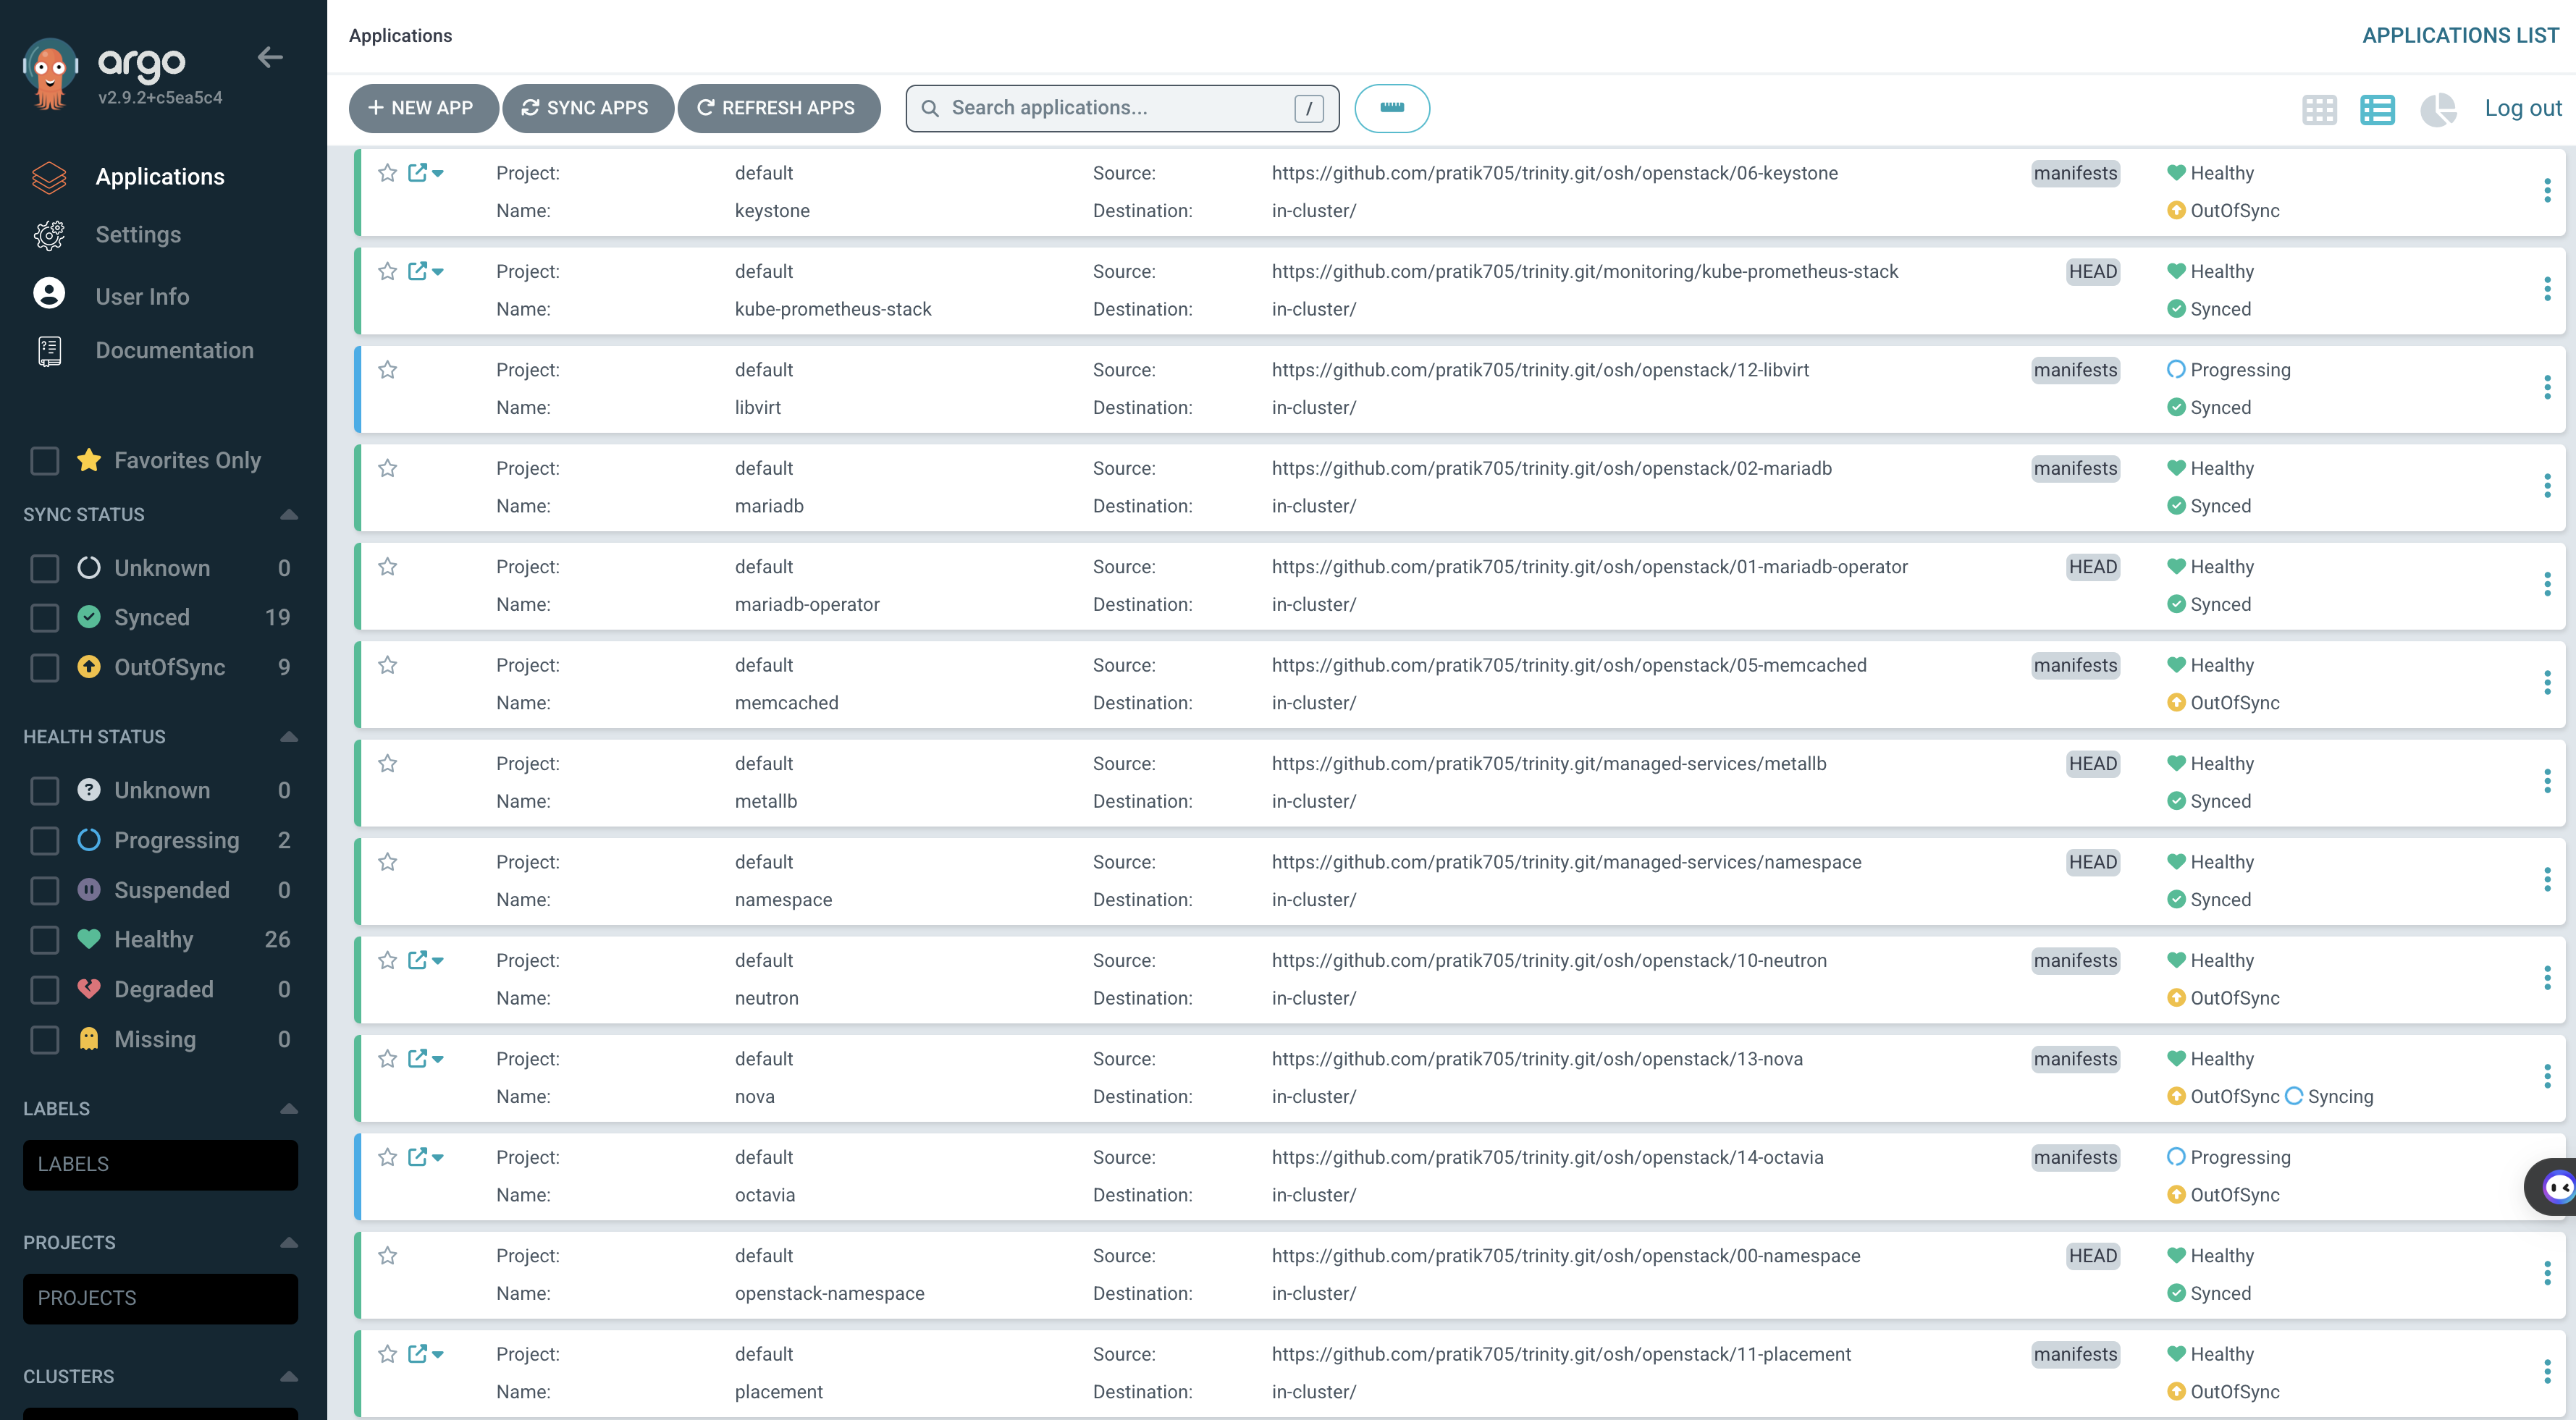 argo
v2.9.2+c5ea5c4
Applications
Settings
User Info
Documentation
Favorites Only
SYNC STATUS
Unknown 0
Synced 19
OutOfSync 9
HEALTH STATUS
Unknown 0
Progressing 2
Suspended 0
Healthy 26
Degraded 0
Missing 0
LABELS
LABELS
PROJECTS
PROJECTS
CLUSTERS
Applications APPLICATIONS LIST
+ NEW APP SYNC APPS REFRESH APPS Search applications... / Log out
Project: default Source: https://github.com/pratik705/trinity.git/osh/openstack/06-keystone manifests Healthy
Name: keystone Destination: in-cluster/ OutOfSync
Project: default Source: https://github.com/pratik705/trinity.git/monitoring/kube-prometheus-stack HEAD Healthy
Name: kube-prometheus-stack Destination: in-cluster/ Synced
Project: default Source: https://github.com/pratik705/trinity.git/osh/openstack/12-libvirt manifests Progressing
Name: libvirt Destination: in-cluster/ Synced
Project: default Source: https://github.com/pratik705/trinity.git/osh/openstack/02-mariadb manifests Healthy
Name: mariadb Destination: in-cluster/ Synced
Project: default Source: https://github.com/pratik705/trinity.git/osh/openstack/01-mariadb-operator HEAD Healthy
Name: mariadb-operator Destination: in-cluster/ Synced
Project: default Source: https://github.com/pratik705/trinity.git/osh/openstack/05-memcached manifests Healthy
Name: memcached Destination: in-cluster/ OutOfSync
Project: default Source: https://github.com/pratik705/trinity.git/managed-services/metallb HEAD Healthy
Name: metallb Destination: in-cluster/ Synced
Project: default Source: https://github.com/pratik705/trinity.git/managed-services/namespace HEAD Healthy
Name: namespace Destination: in-cluster/ Synced
Project: default Source: https://github.com/pratik705/trinity.git/osh/openstack/10-neutron manifests Healthy
Name: neutron Destination: in-cluster/ OutOfSync
Project: default Source: https://github.com/pratik705/trinity.git/osh/openstack/13-nova manifests Healthy
Name: nova Destination: in-cluster/ OutOfSync Syncing
Project: default Source: https://github.com/pratik705/trinity.git/osh/openstack/14-octavia manifests Progressing
Name: octavia Destination: in-cluster/ OutOfSync
Project: default Source: https://github.com/pratik705/trinity.git/osh/openstack/00-namespace HEAD Healthy
Name: openstack-namespace Destination: in-cluster/ Synced
Project: default Source: https://github.com/pratik705/trinity.git/osh/openstack/11-placement manifests Healthy
Name: placement Destination: in-cluster/ OutOfSync